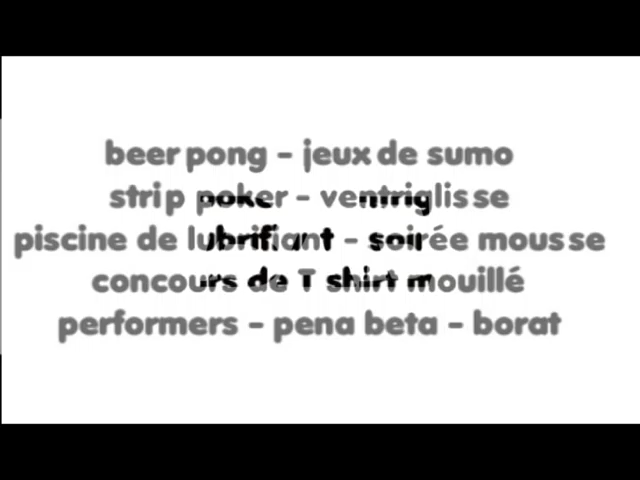 beer pong - jeux de sumo
strip poker - ventriglisse
piscine de lubrifiant - soirée mousse
concours de T shirt mouillé
performers - pena beta - borat